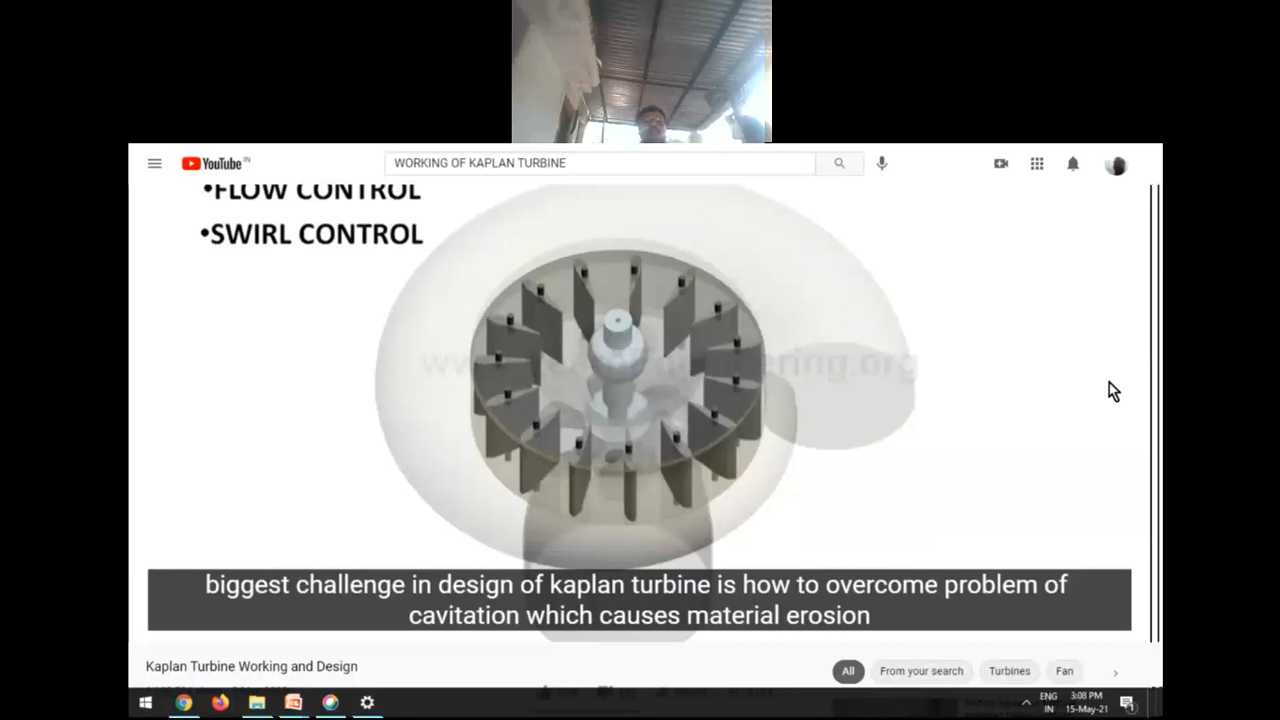 YouTube IN
WORKING OF KAPLAN TURBINE
•FLOW CONTROL
•SWIRL CONTROL
biggest challenge in design of kaplan turbine is how to overcome problem of
cavitation which causes material erosion
Kaplan Turbine Working and Design
All
From your search
Turbines
Fan
ENG
IN
3:08 PM
15-May-21